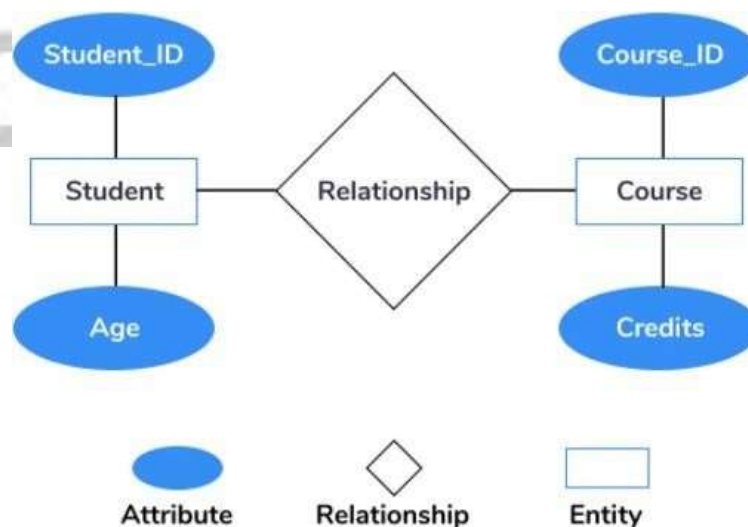 Student_ID
Course_ID
Student
Relationship
Course
Age
Credits
Attribute
Relationship
Entity